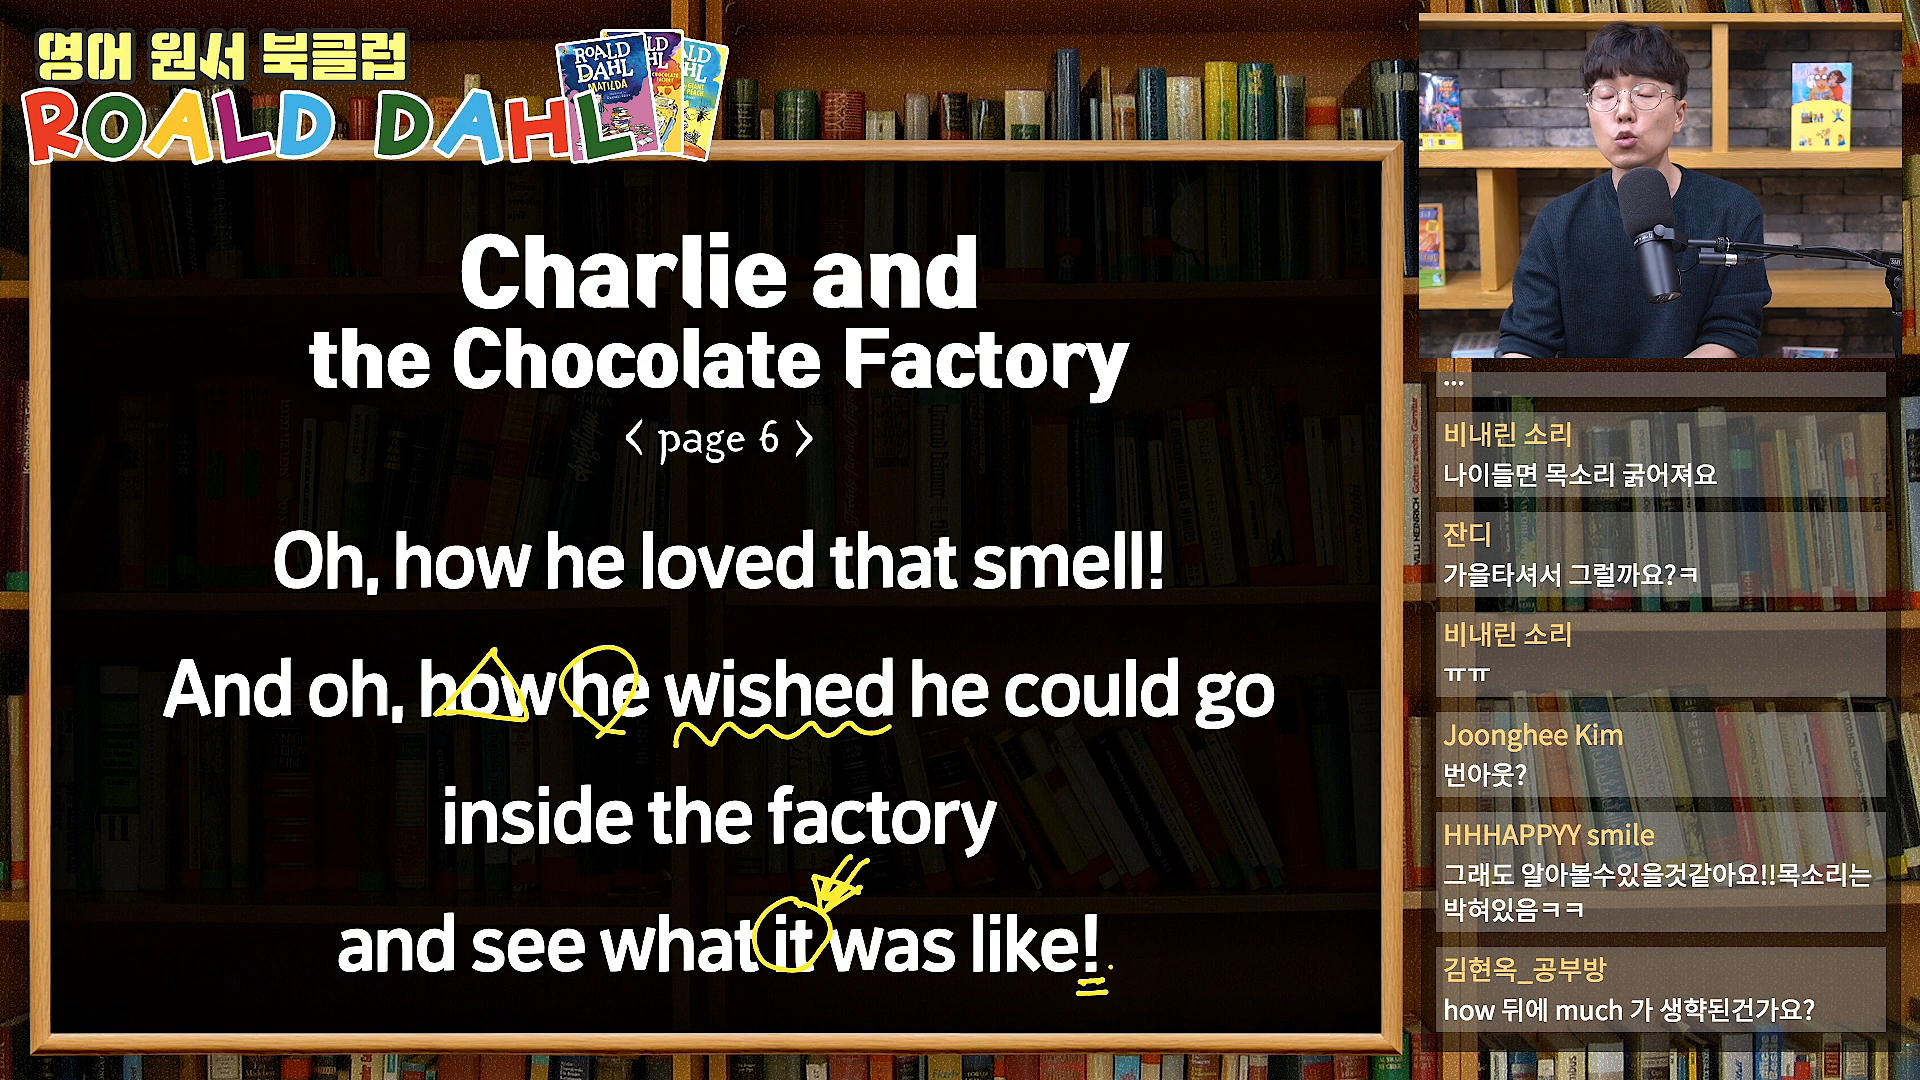 영어 원서 북클럽
ROALD DAHL
ROALD DAHL
MATILDA
Charlie and
the Chocolate Factory
< page 6 >
Oh, how he loved that smell!
And oh, how he wished he could go
inside the factory
and see what it was like!
...
비내린 소리
나이들면 목소리 굵어져요
잔디
가을타셔서 그럴까요?ㅋ
비내린 소리
ㅠㅠ
Joonghee Kim
번아웃?
HHHAPPYY smile
그래도 알아볼수있을것같아요!!목소리는
박혀있음ㅋㅋ
김현옥_공부방
how 뒤에 much 가 생햑된건가요?